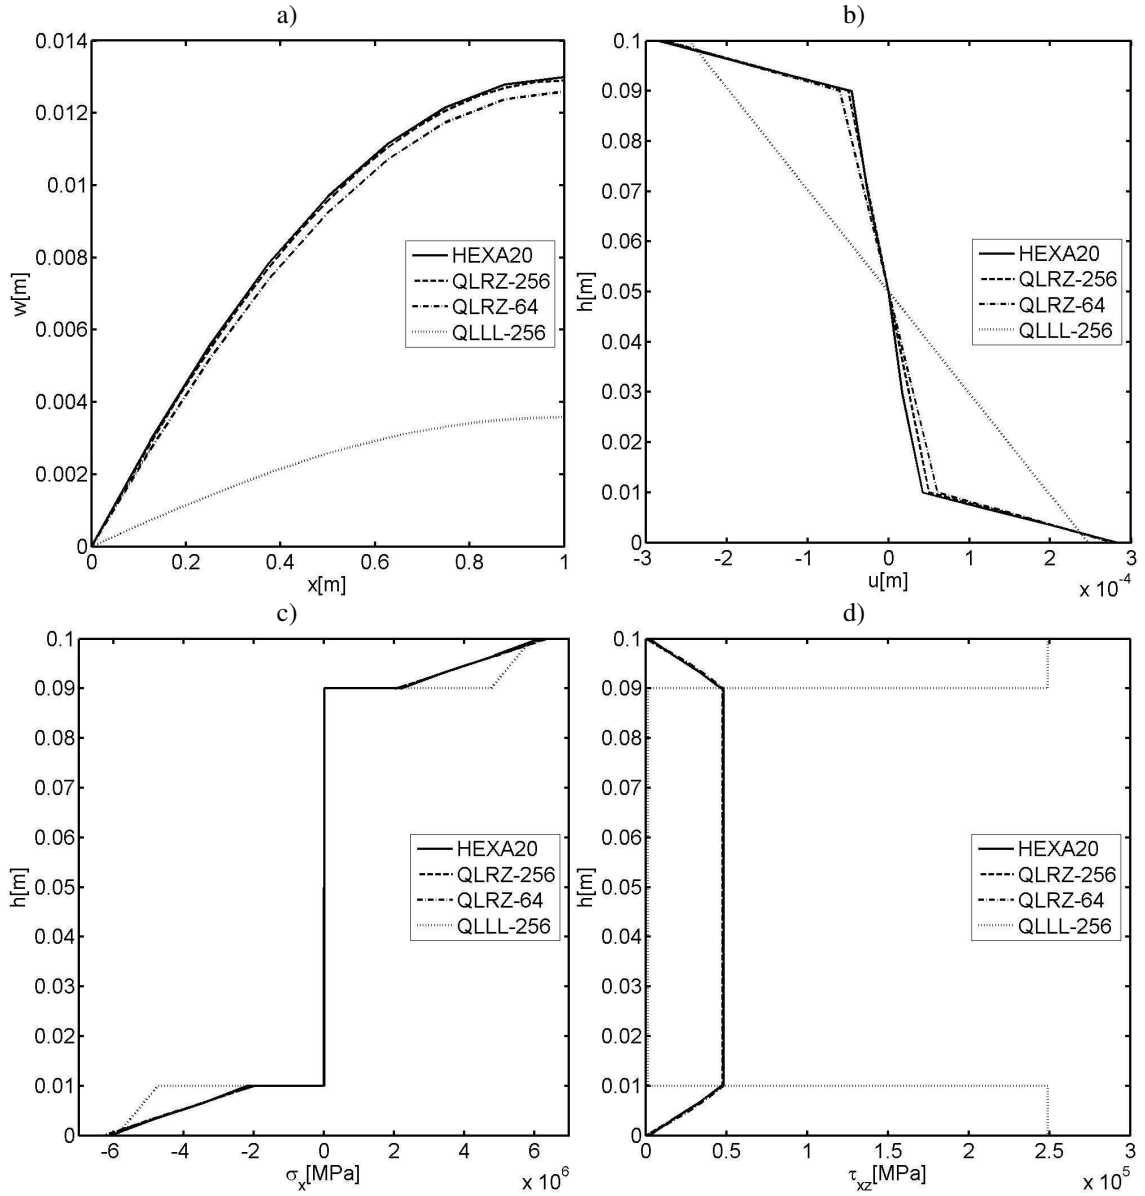 a)
0.014
0.012
0.01
0.008
0.006
0.004
0.002
0
w[m]
HEXA20
QLRZ-256
QLRZ-64
QLLL-256
0 0.2 0.4 0.6 0.8 1
x[m]
b)
0.1
0.09
0.08
0.07
0.06
0.05
0.04
0.03
0.02
0.01
0
h[m]
HEXA20
QLRZ-256
QLRZ-64
QLLL-256
-3 -2 -1 0 1 2 3
u[m]
x 10^-4
c)
0.1
0.09
0.08
0.07
0.06
0.05
0.04
0.03
0.02
0.01
0
h[m]
HEXA20
QLRZ-256
QLRZ-64
QLLL-256
-6 -4 -2 0 2 4 6
σx[MPa]
x 10^6
d)
0.1
0.09
0.08
0.07
0.06
0.05
0.04
0.03
0.02
0.01
0
h[m]
HEXA20
QLRZ-256
QLRZ-64
QLLL-256
0 0.5 1 1.5 2 2.5 3
τxz[MPa]
x 10^5